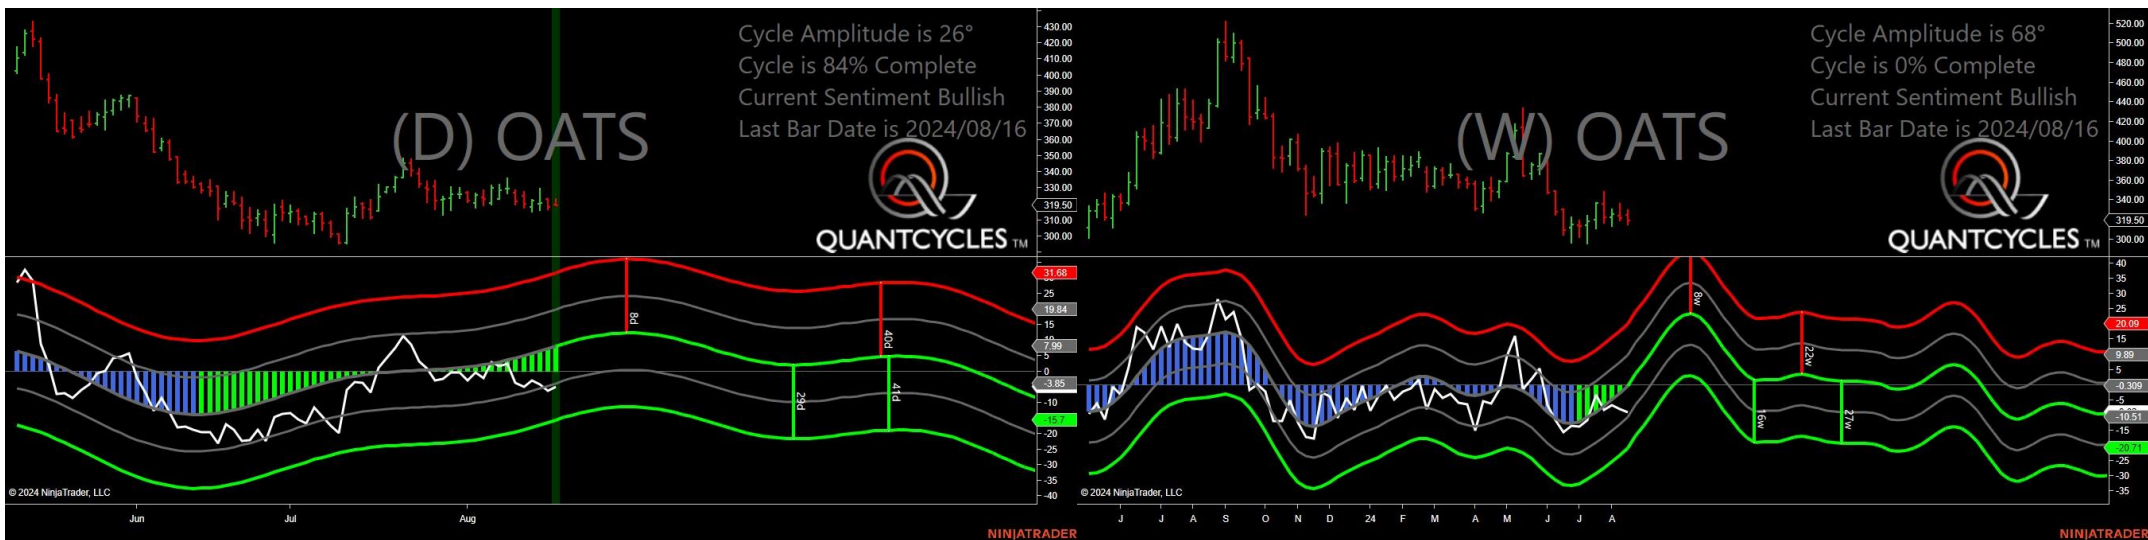 Cycle Amplitude is 26°
Cycle is 84% Complete
Current Sentiment Bullish
Last Bar Date is 2024/08/16
(D) OATS
QUANTCYCLES TM
430.00
420.00
410.00
400.00
390.00
380.00
370.00
360.00
350.00
340.00
330.00
319.50
310.00
300.00
31.68
25
19.84
15
7.99
5
0
-3.85
-10
-15.7
-20
-25
-30
-35
-40
8d
40d
29d
41d
© 2024 NinjaTrader, LLC
Jun
Jul
Aug
NINJATRADER
Cycle Amplitude is 68°
Cycle is 0% Complete
Current Sentiment Bullish
Last Bar Date is 2024/08/16
(W) OATS
QUANTCYCLES TM
520.00
500.00
480.00
460.00
440.00
420.00
400.00
380.00
360.00
340.00
319.50
300.00
40
35
30
25
20.09
15
9.89
5
-0.309
-5
-10.51
-15
-20.71
-25
-30
-35
8w
22w
16w
27w
© 2024 NinjaTrader, LLC
J
J
A
S
O
N
D
24
F
M
A
M
J
J
A
NINJATRADER